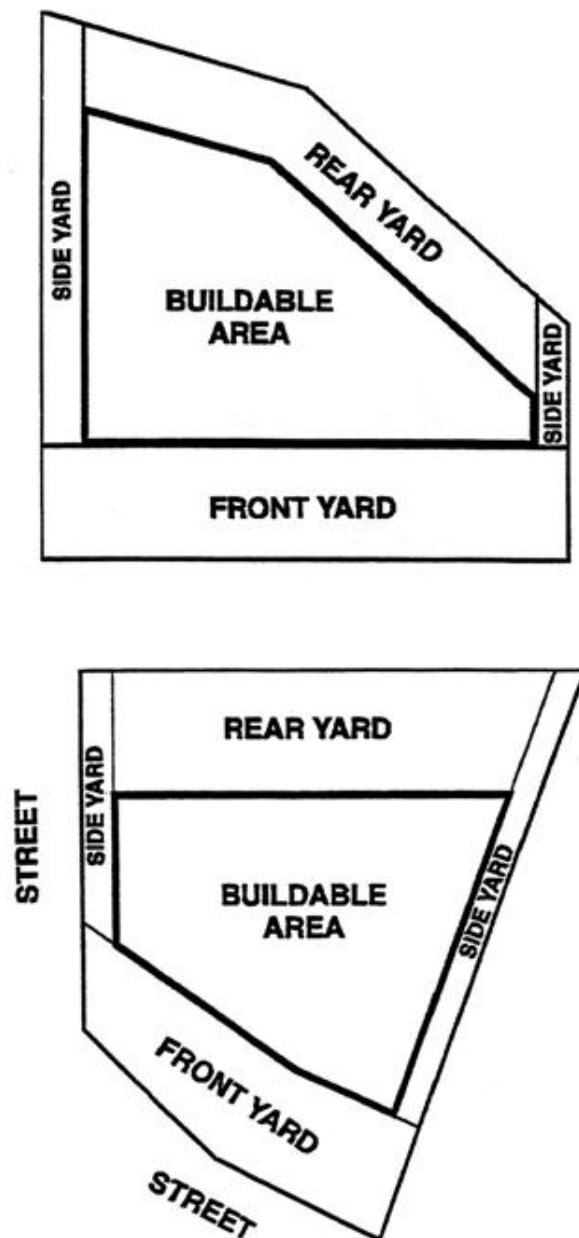 REAR YARD
SIDE YARD
BUILDABLE
AREA
SIDE YARD
FRONT YARD
REAR YARD
SIDE YARD
STREET
BUILDABLE
AREA
SIDE YARD
FRONT YARD
STREET